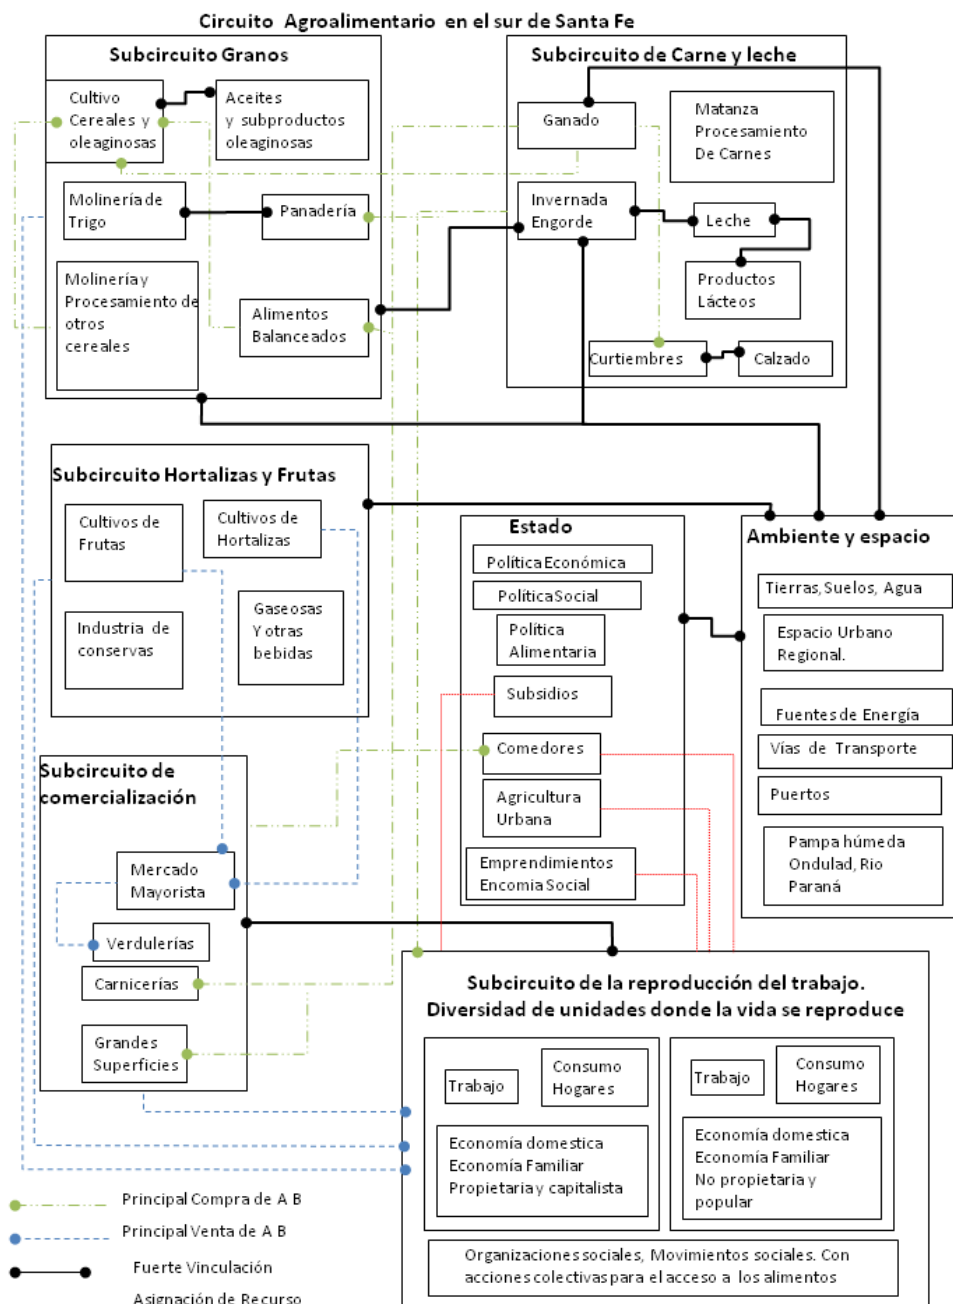 Circuito Agroalimentario en el sur de Santa Fe
Subcircuito Granos
Cultivo
Cereales y
oleaginosas
Aceites
y subproductos
oleaginosas
Molinería de
Trigo
Panadería
Molinería y
Procesamiento de
otros
cereales
Alimentos
Balanceados
Subcircuito de Carne y leche
Ganado
Matanza
Procesamiento
De Carnes
Invernada
Engorde
Leche
Productos
Lácteos
Curtiembres
Calzado
Subcircuito Hortalizas y Frutas
Cultivos de
Frutas
Cultivos de
Hortalizas
Industria de
conservas
Gaseosas
Y otras
bebidas
Estado
Política Económica
Política Social
Política
Alimentaria
Subsidios
Comedores
Agricultura
Urbana
Emprendimientos
Encomia Social
Ambiente y espacio
Tierras, Suelos, Agua
Espacio Urbano
Regional.
Fuentes de Energía
Vías de Transporte
Puertos
Pampa húmeda
Ondulad, Rio
Paraná
Subcircuito de
comercialización
Mercado
Mayorista
Verdulerías
Carnicerías
Grandes
Superficies
Subcircuito de la reproducción del trabajo.
Diversidad de unidades donde la vida se reproduce
Trabajo
Consumo
Hogares
Economía domestica
Economía Familiar
Propietaria y capitalista
Trabajo
Consumo
Hogares
Economía domestica
Economía Familiar
No propietaria y
popular
Organizaciones sociales, Movimientos sociales. Con
acciones colectivas para el acceso a los alimentos
Principal Compra de A B
Principal Venta de A B
Fuerte Vinculación
Asignación de Recurso